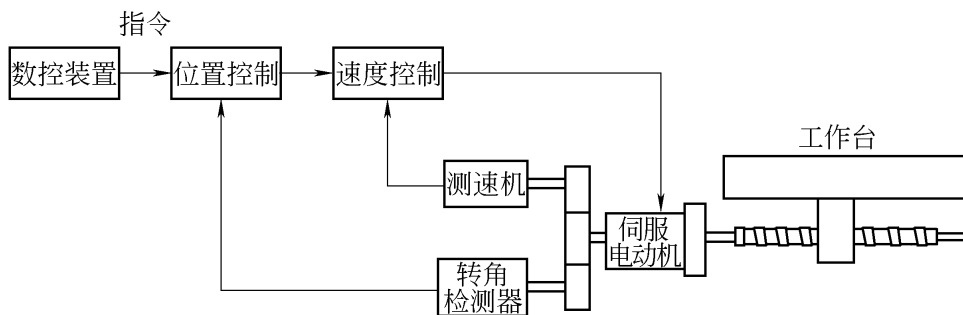 指令
数控装置
位置控制
速度控制
工作台
测速机
伺服
电动机
转角
检测器